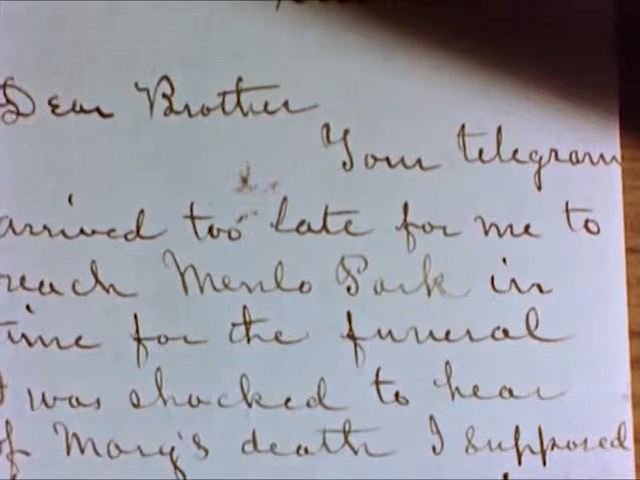 Dear Brother
Your telegram
arrived too late for me to
reach Menlo Park in
time for the funeral
I was shocked to hear
of Mary's death I supposed